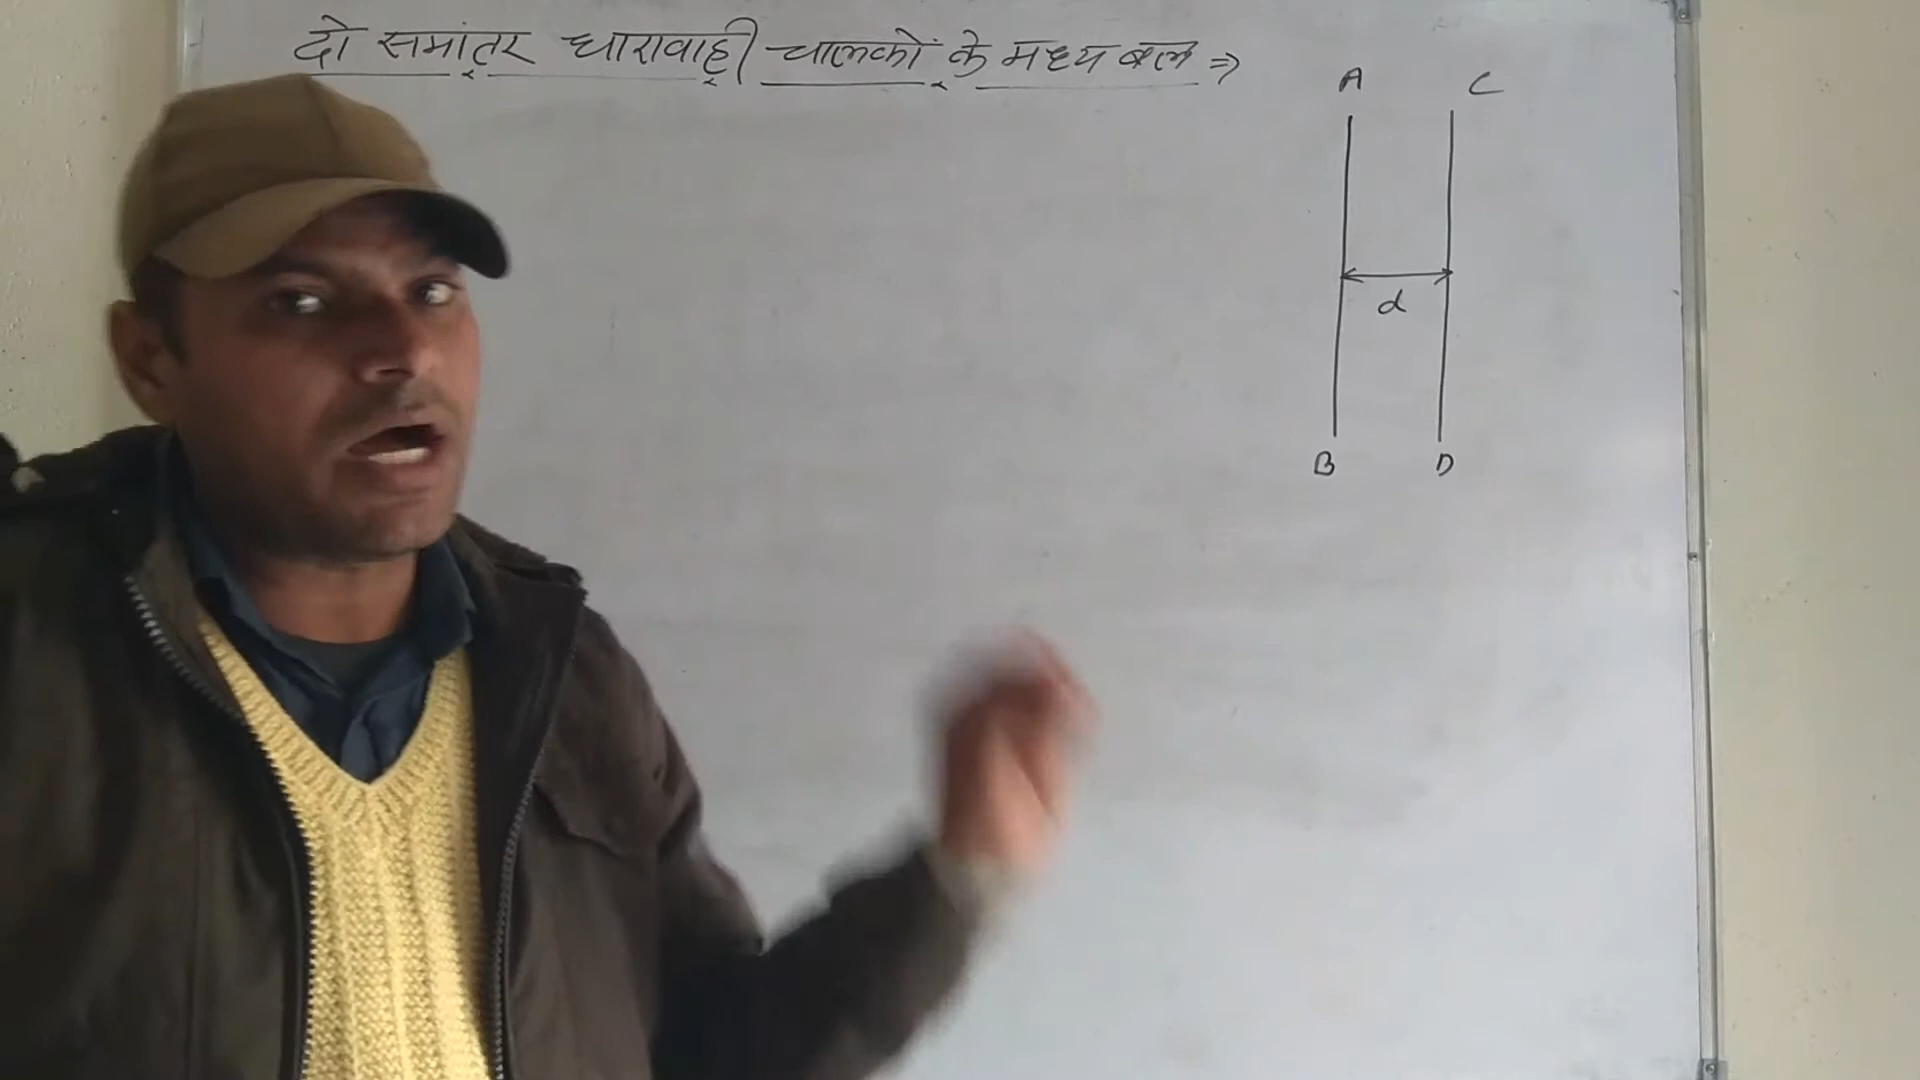 दो समांतर धारावाही चालकों के मध्य बल ⇒
A C
d
B D